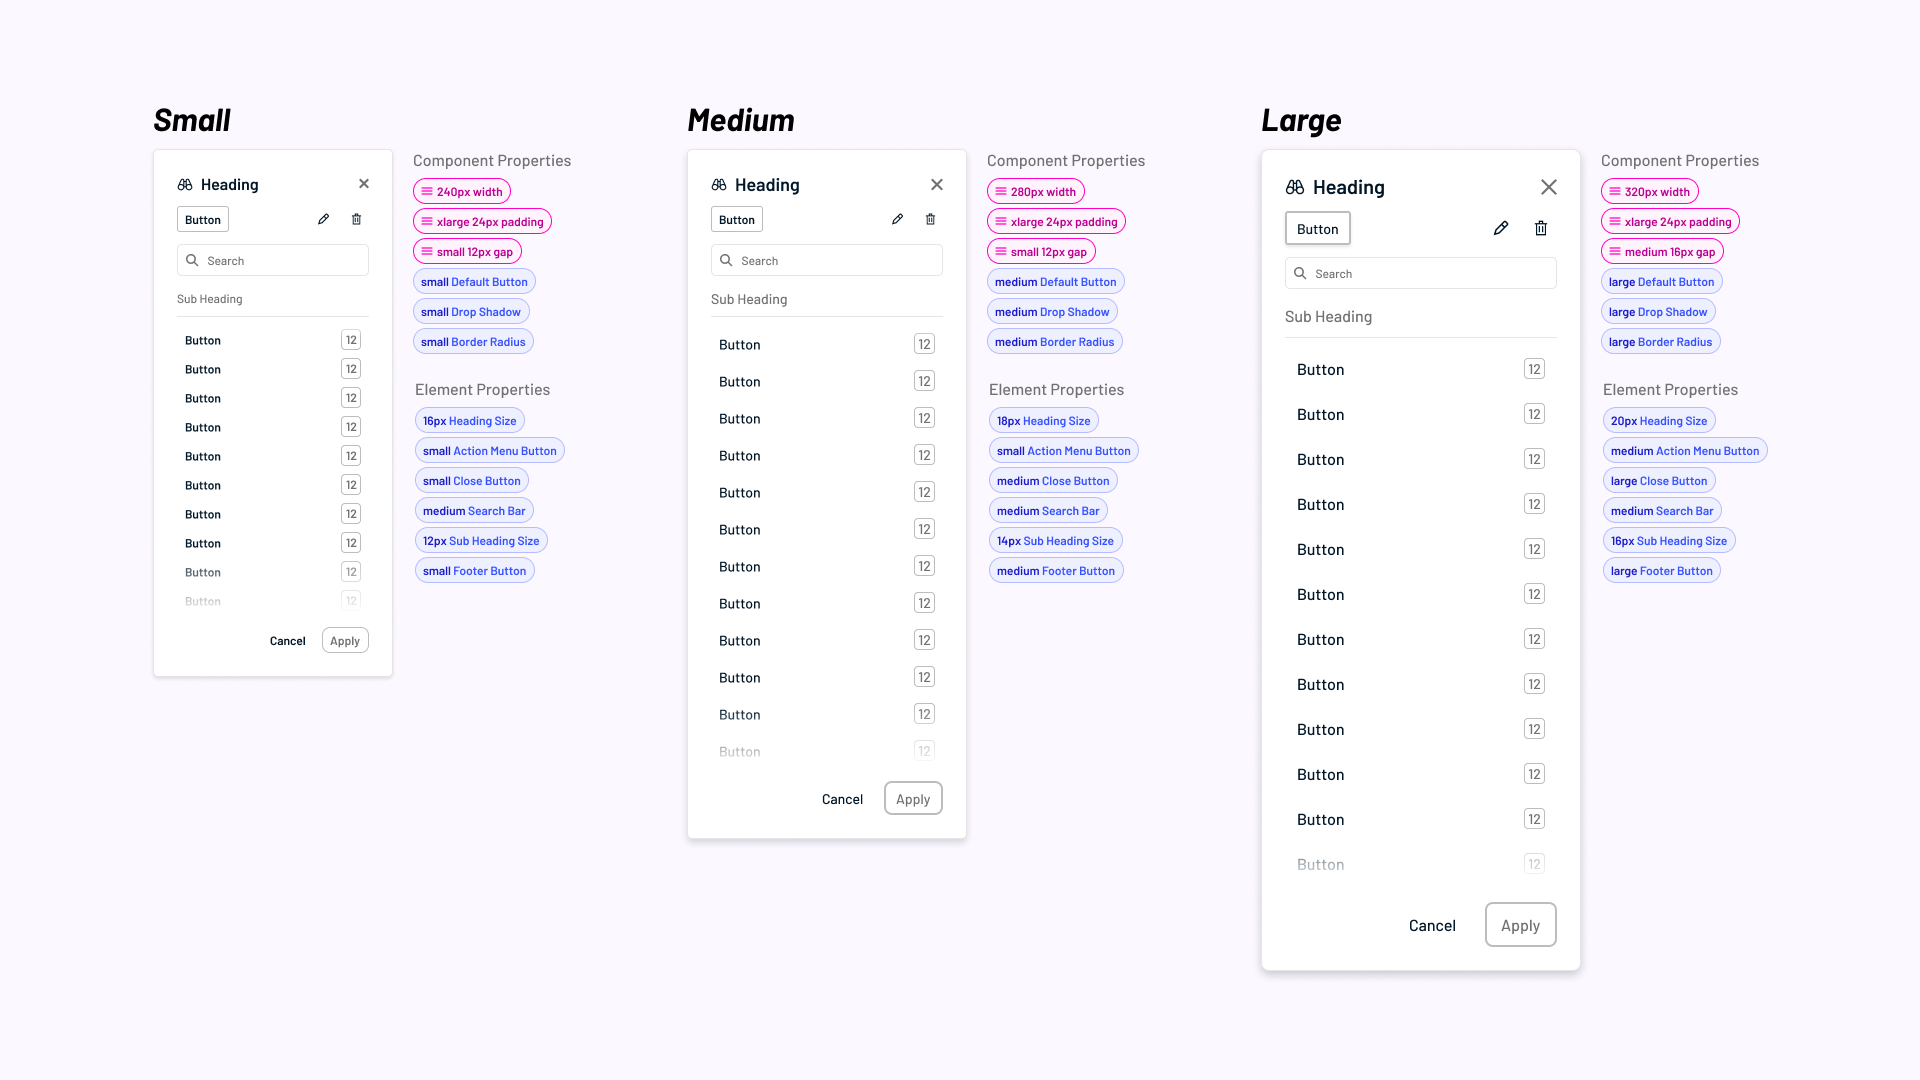 Small
Heading
Button
Search
Sub Heading
Button 12
Button 12
Button 12
Button 12
Button 12
Button 12
Button 12
Button 12
Button 12
Button 12
Cancel Apply
Component Properties
240px width
xlarge 24px padding
small 12px gap
small Default Button
small Drop Shadow
small Border Radius
Element Properties
16px Heading Size
small Action Menu Button
small Close Button
medium Search Bar
12px Sub Heading Size
small Footer Button
Medium
Heading
Button
Search
Sub Heading
Button 12
Button 12
Button 12
Button 12
Button 12
Button 12
Button 12
Button 12
Button 12
Button 12
Button 12
Button 12
Cancel Apply
Component Properties
280px width
xlarge 24px padding
small 12px gap
medium Default Button
medium Drop Shadow
medium Border Radius
Element Properties
18px Heading Size
small Action Menu Button
medium Close Button
medium Search Bar
14px Sub Heading Size
medium Footer Button
Large
Heading
Button
Search
Sub Heading
Button 12
Button 12
Button 12
Button 12
Button 12
Button 12
Button 12
Button 12
Button 12
Button 12
Button 12
Button 12
Cancel Apply
Component Properties
320px width
xlarge 24px padding
medium 16px gap
large Default Button
large Drop Shadow
large Border Radius
Element Properties
20px Heading Size
medium Action Menu Button
large Close Button
medium Search Bar
16px Sub Heading Size
large Footer Button